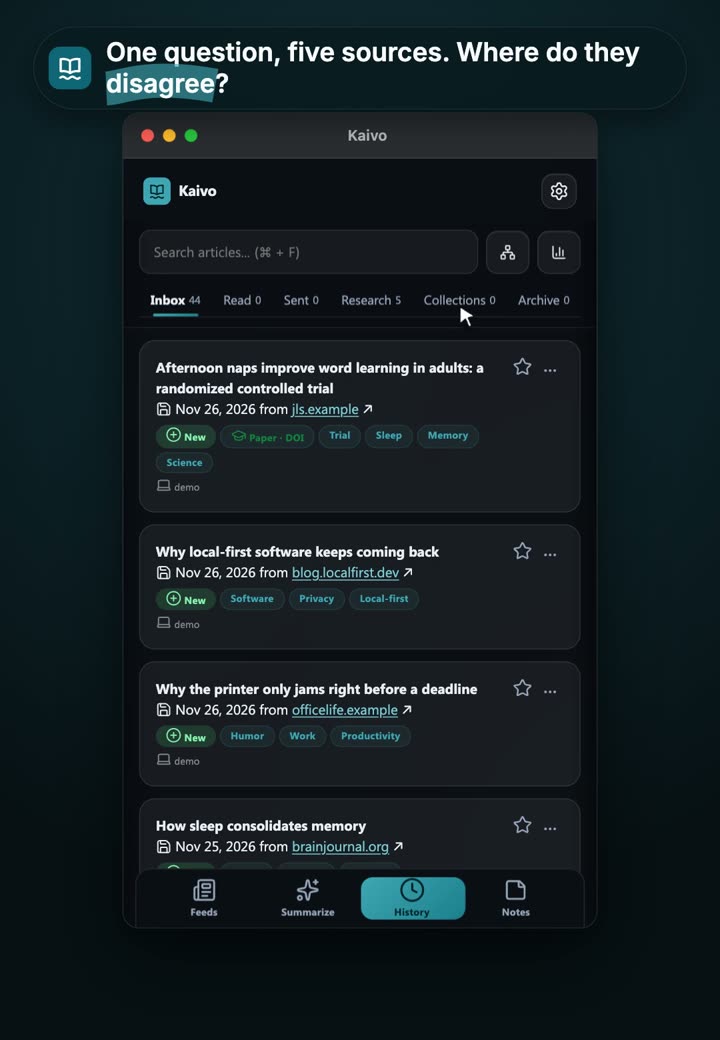 One question, five sources. Where do they
disagree?
Kaivo
Kaivo
Search articles... (⌘ + F)
Inbox 44 Read 0 Sent 0 Research 5 Collections 0 Archive 0
Afternoon naps improve word learning in adults: a
randomized controlled trial
Nov 26, 2026 from jls.example ↗
New Paper · DOI Trial Sleep Memory
Science
demo
Why local-first software keeps coming back
Nov 26, 2026 from blog.localfirst.dev ↗
New Software Privacy Local-first
demo
Why the printer only jams right before a deadline
Nov 26, 2026 from officelife.example ↗
New Humor Work Productivity
demo
How sleep consolidates memory
Nov 25, 2026 from brainjournal.org ↗
Feeds Summarize History Notes